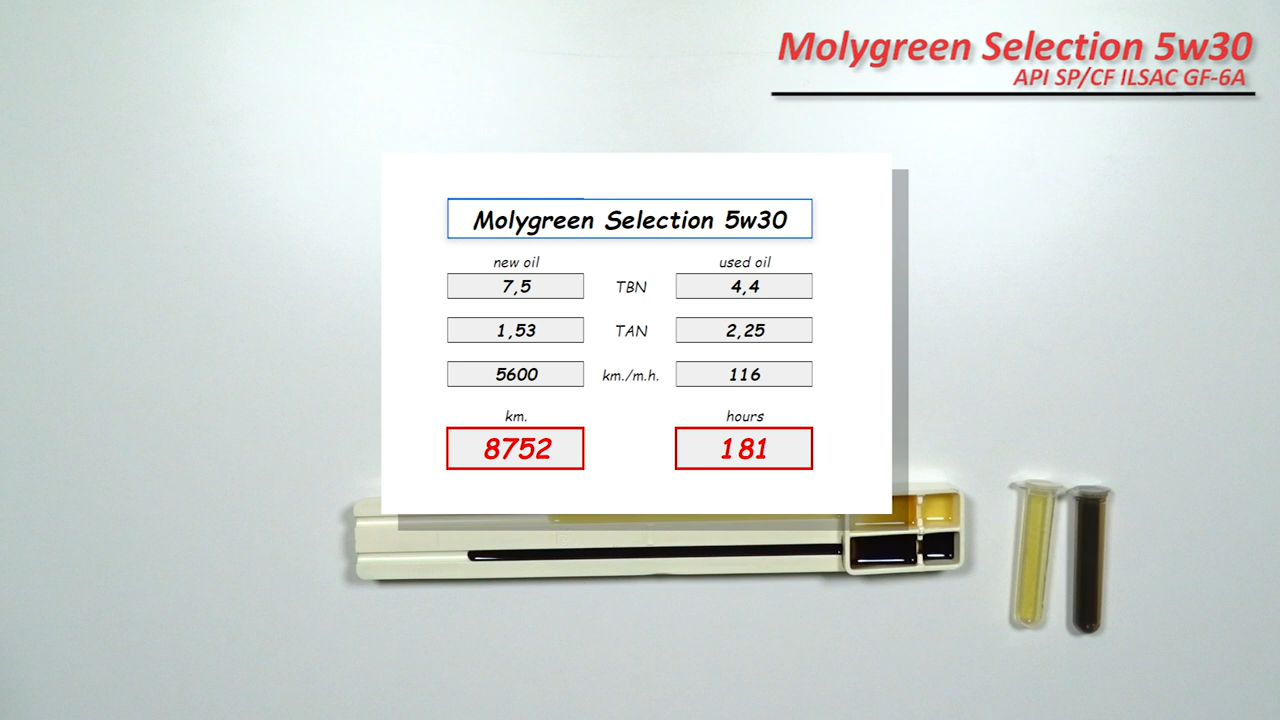 Molygreen Selection 5w30
API SP/CF ILSAC GF-6A
Molygreen Selection 5w30
new oil used oil
7,5 TBN 4,4
1,53 TAN 2,25
5600 km./m.h. 116
km. hours
8752 181